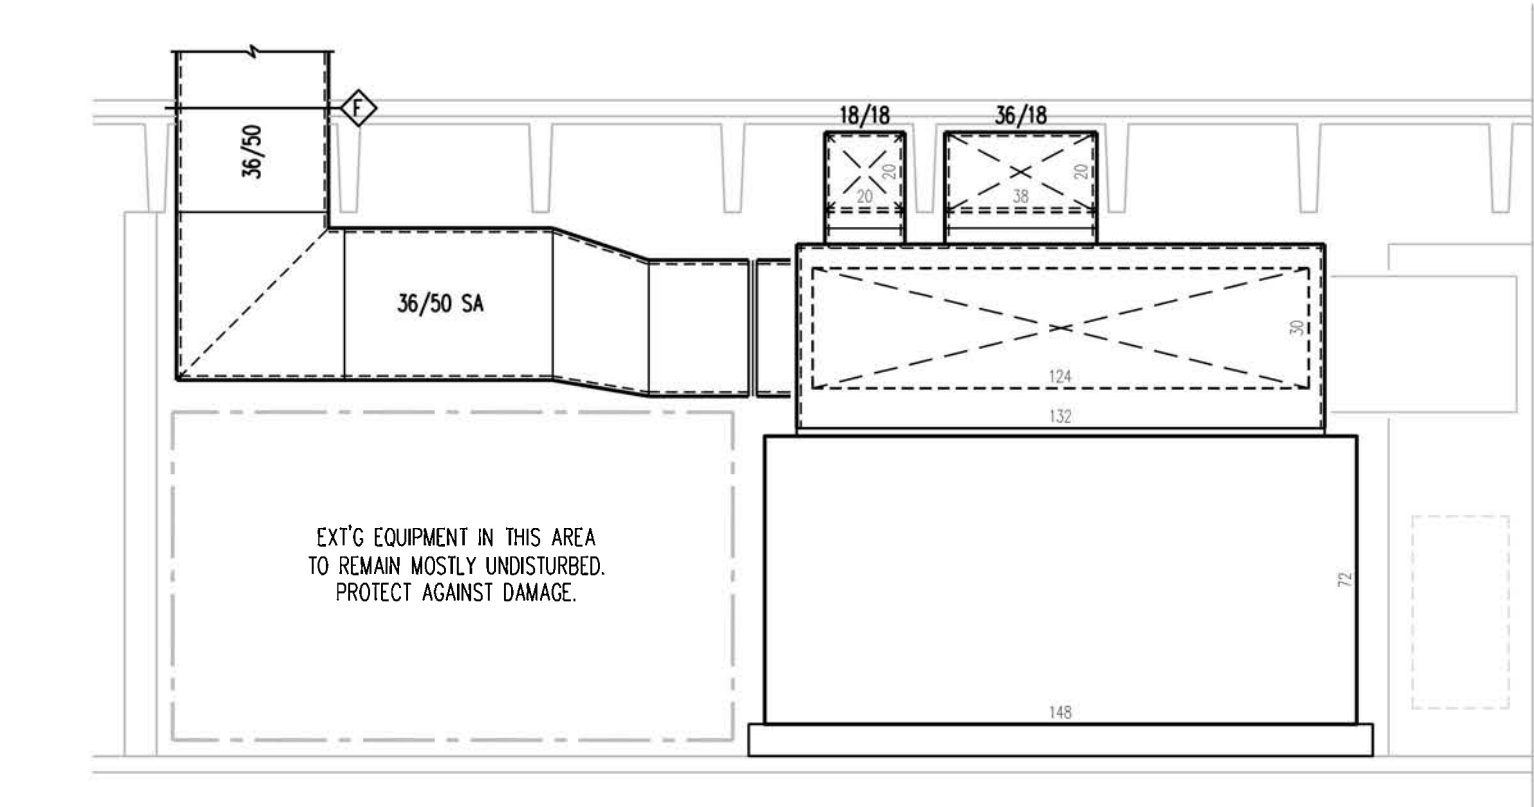 F
18/18
36/18
36/50
20
20
38
20
36/50 SA
30
124
132
EXT'G EQUIPMENT IN THIS AREA
TO REMAIN MOSTLY UNDISTURBED.
PROTECT AGAINST DAMAGE.
72
148